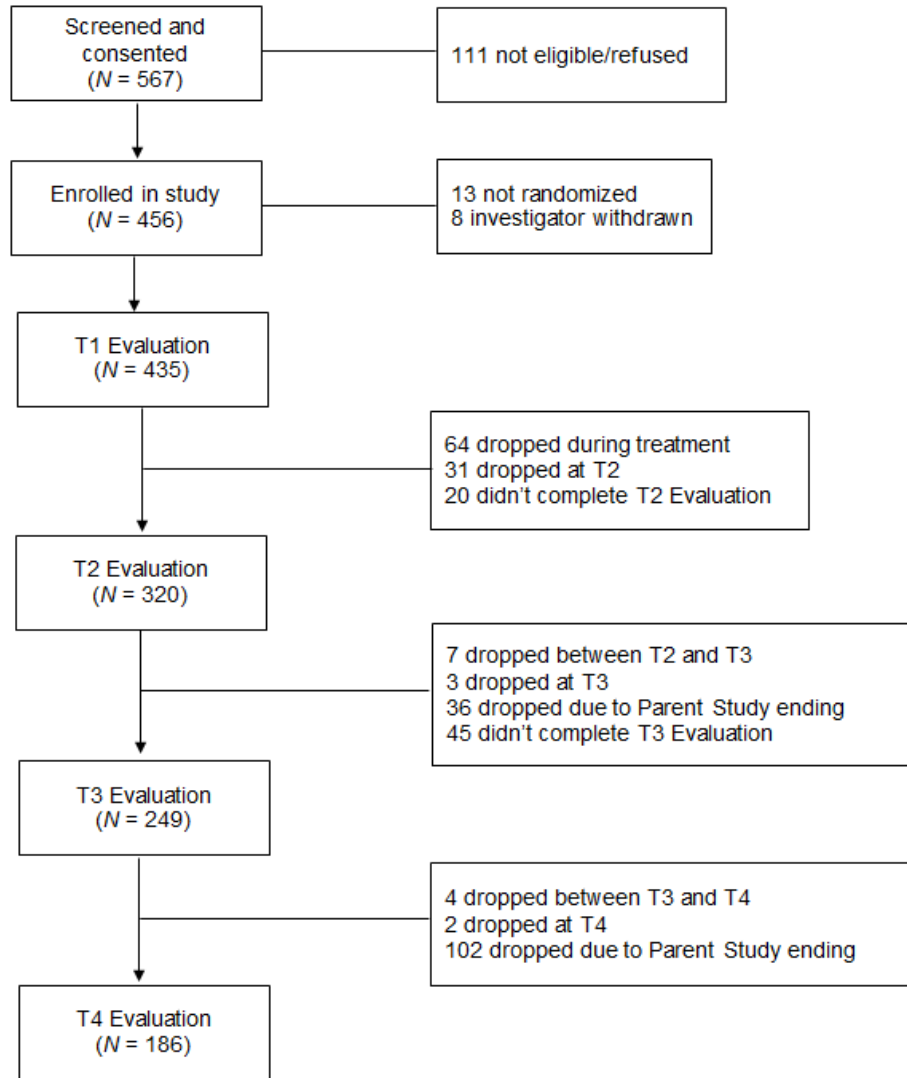 Screened and
consented
(N = 567)
111 not eligible/refused
Enrolled in study
(N = 456)
13 not randomized
8 investigator withdrawn
T1 Evaluation
(N = 435)
64 dropped during treatment
31 dropped at T2
20 didn’t complete T2 Evaluation
T2 Evaluation
(N = 320)
7 dropped between T2 and T3
3 dropped at T3
36 dropped due to Parent Study ending
45 didn’t complete T3 Evaluation
T3 Evaluation
(N = 249)
4 dropped between T3 and T4
2 dropped at T4
102 dropped due to Parent Study ending
T4 Evaluation
(N = 186)